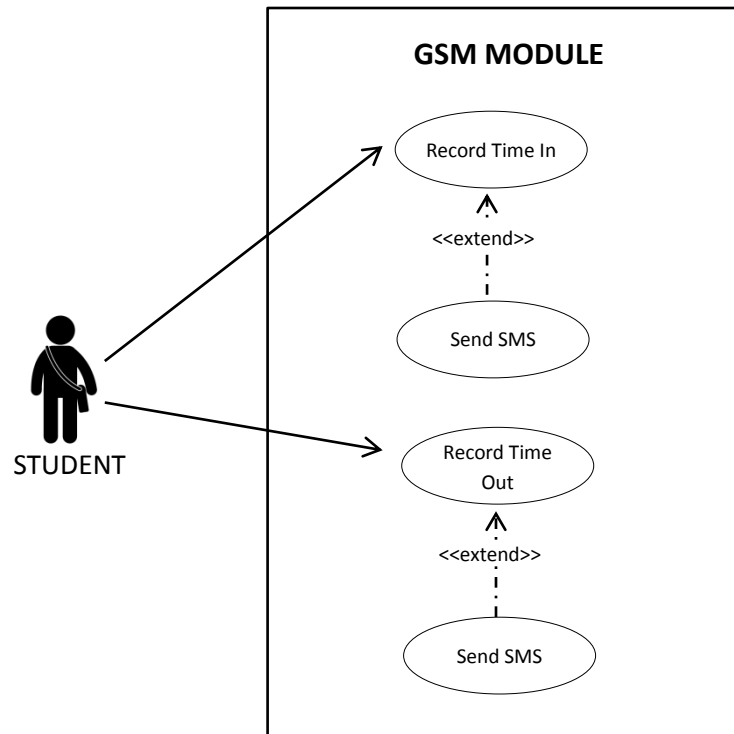 GSM MODULE
Record Time In
<<extend>>
Send SMS
STUDENT
Record Time
Out
<<extend>>
Send SMS